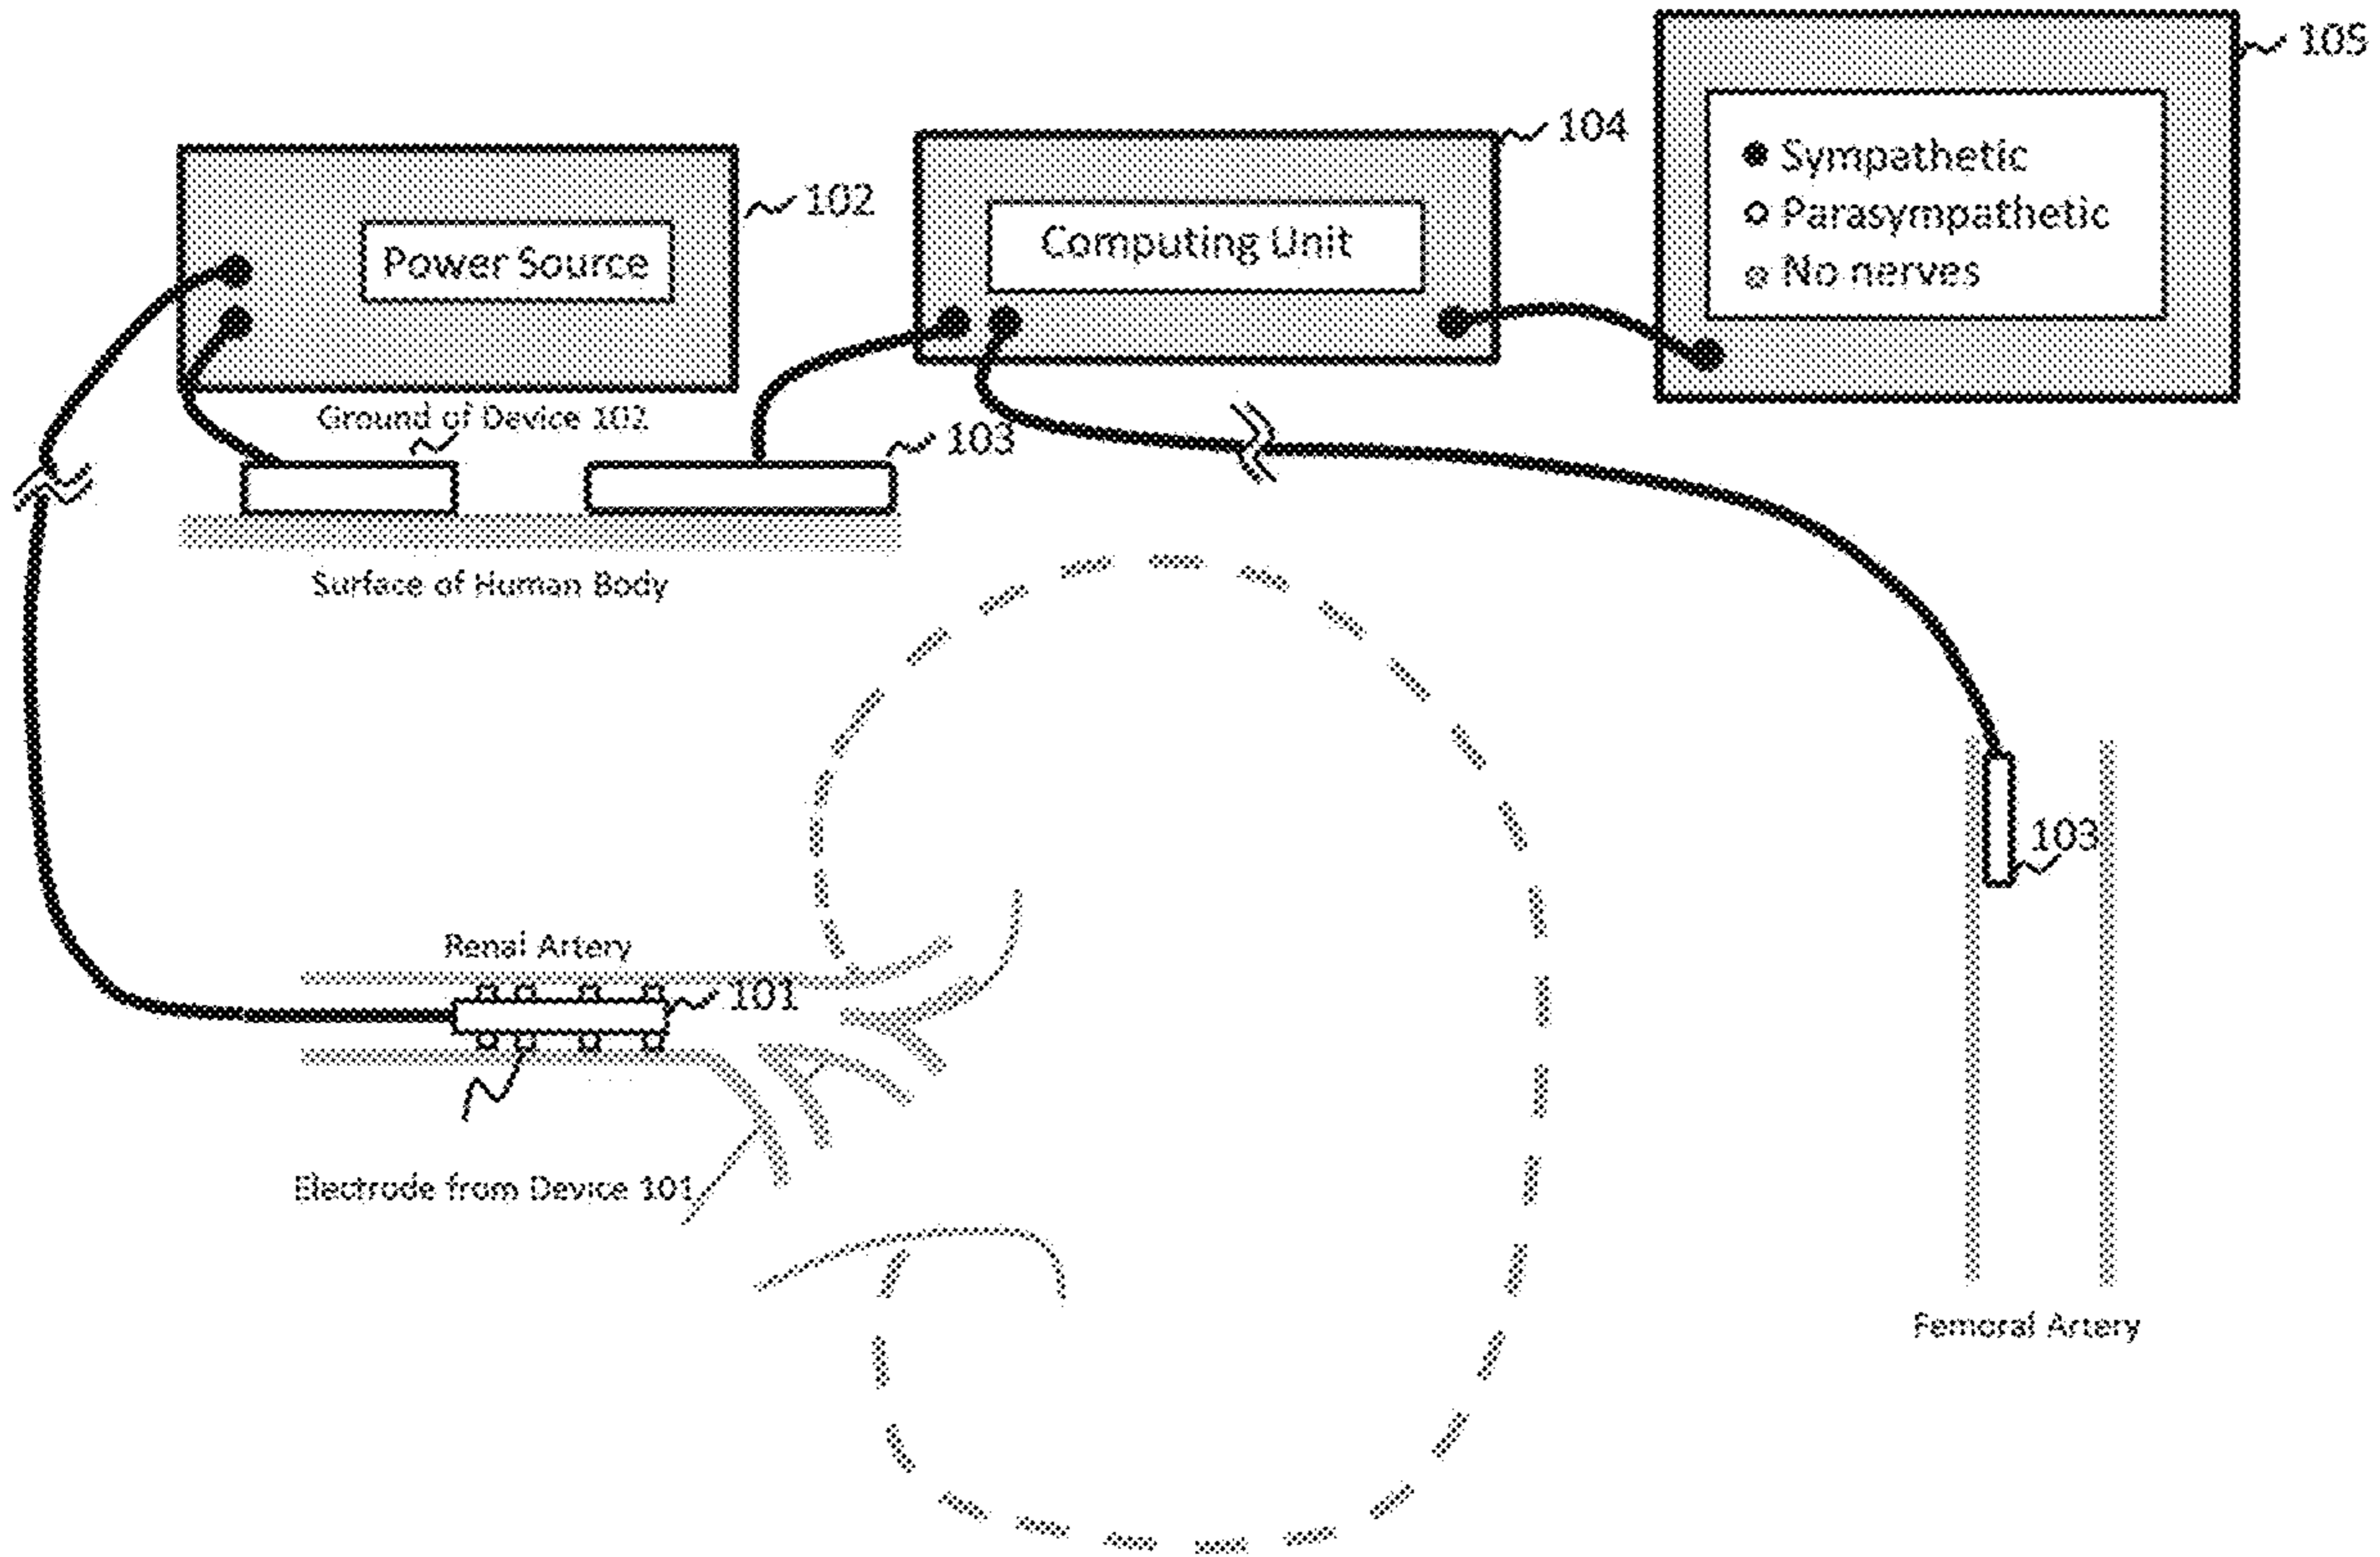 105
104
Sympathetic
102
Parasympathetic
Computing Unit
Power Source
No nerves
Ground of Device 102
103
Surface of Human Body
103
Renal Artery
101
Electrode from Device 101
Femoral Artery